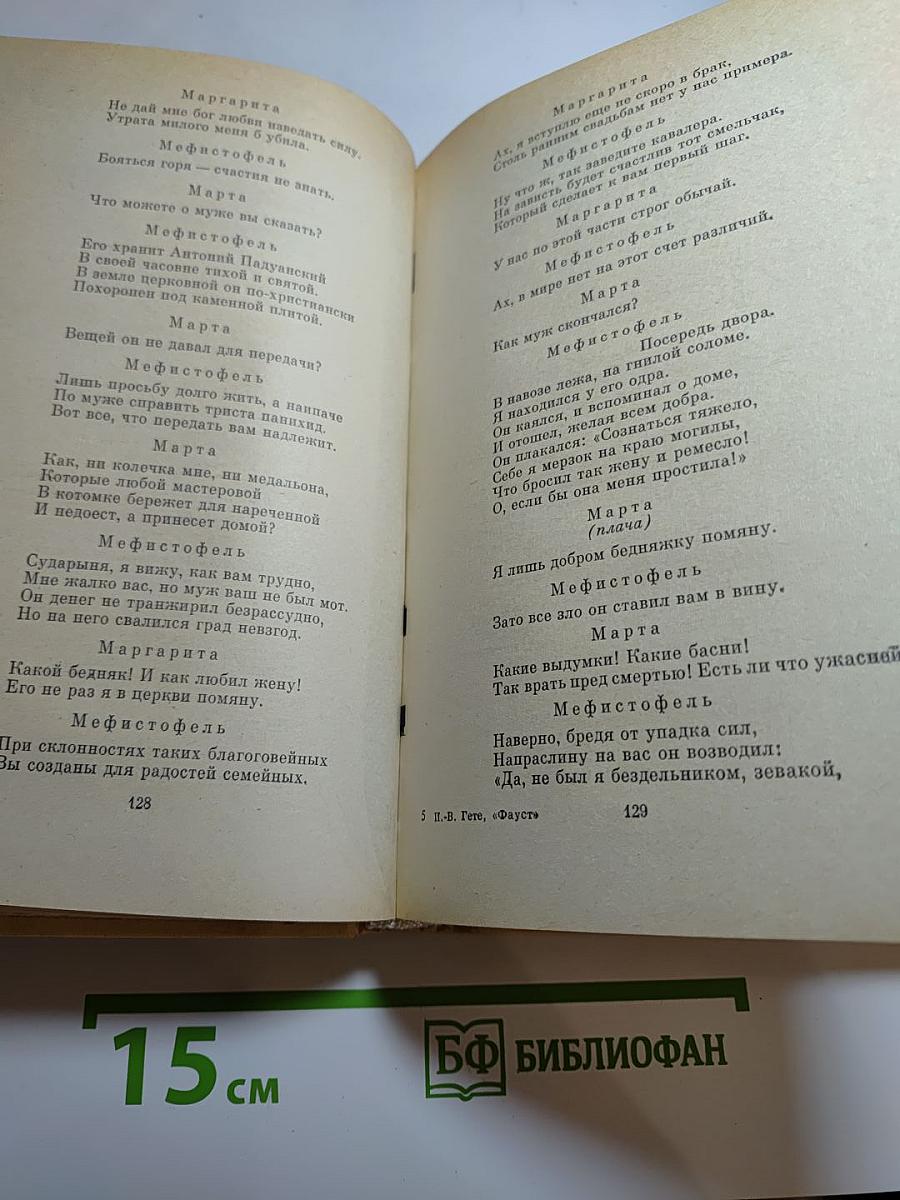 Маргарита
Не дай мне бог любви изведать силу.
Утрата милого меня б убила.
Мефистофель
Бояться горя — счастия не знать.
Марта
Что можете о муже вы сказать?
Мефистофель
Его хранит Антоний Падуанский
В своей часовне тихой и святой.
В земле церковной он по-христиански
Похоронен под каменной плитой.
Марта
Вещей он не давал для передачи?
Мефистофель
Лишь просьбу долго жить, а наипаче
По муже справить триста панихид.
Вот все, что передать вам надлежит.
Марта
Как, ни колечка мне, ни медальона,
Которые любой мастеровой
В котомке бережет для нареченной
И недоест, а принесет домой?
Мефистофель
Сударыня, я вижу, как вам трудно,
Мне жалко вас, но муж ваш не был мот.
Он денег не транжирил безрассудно,
Но на него свалился град невзгод.
Маргарита
Какой бедняк! И как любил жену!
Его не раз я в церкви помяну.
Мефистофель
При склонностях таких благоговейных
Вы созданы для радостей семейных.
128
Маргарита
Ах, я вступлю еще не скоро в брак,
Столь ранним свадьбам нет у нас примера.
Мефистофель
Ну что ж, так заведите кавалера.
На зависть будет счастлив тот смельчак,
Который сделает к вам первый шаг.
Маргарита
У нас по этой части строг обычай.
Мефистофель
Ах, в мире нет на этот счет различий.
Марта
Как муж скончался?
Мефистофель
Посередь двора.
В навозе лежа, на гнилой соломе.
Я находился у его одра.
Он каялся, и вспоминал о доме,
И отошел, желая всем добра.
Он плакался: «Сознаться тяжело,
Себе я мерзок на краю могилы,
Что бросил так жену и ремесло!
О, если бы она меня простила!»
Марта
(плача)
Я лишь добром бедняжку помяну.
Мефистофель
Зато все зло он ставил вам в вину.
Марта
Какие выдумки! Какие басни!
Так врать пред смертью! Есть ли что ужасней
Мефистофель
Наверно, бредя от упадка сил,
Напраслину на вас он возводил:
«Да, не был я бездельником, зевакой,
5 И.-В. Гете, «Фауст» 129
15 см
БФ БИБЛИОФАН